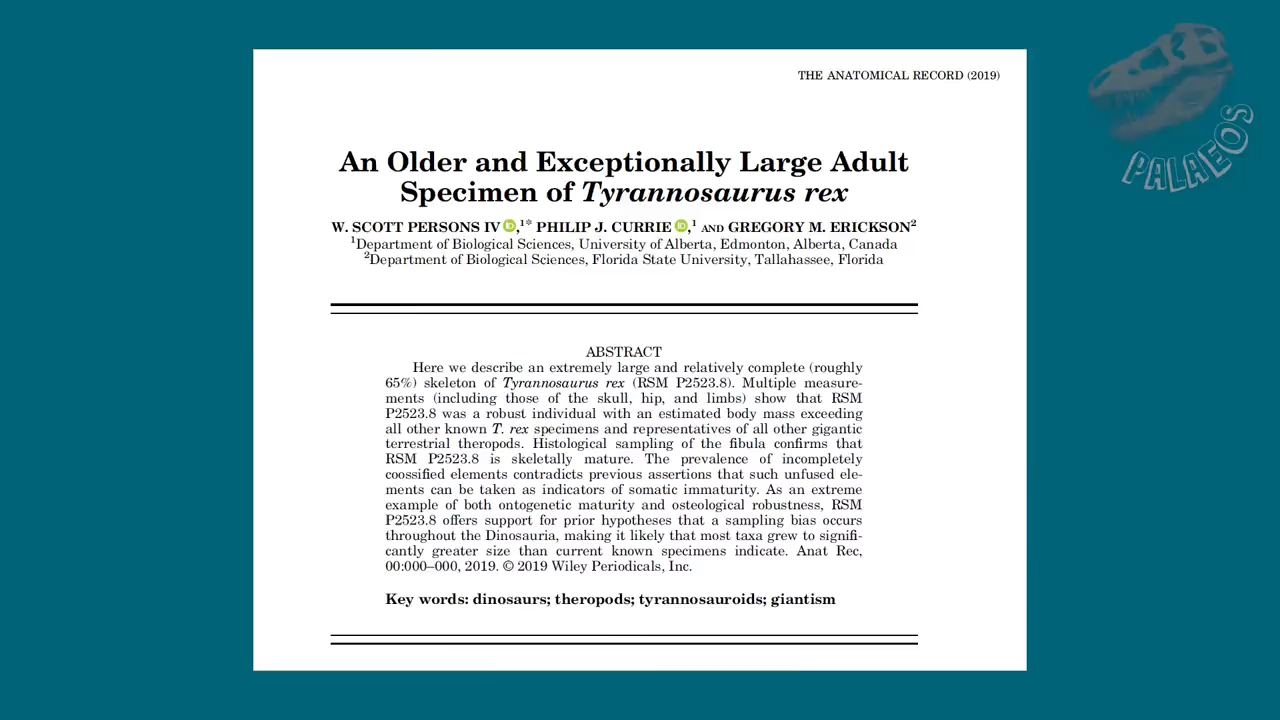 THE ANATOMICAL RECORD (2019)
An Older and Exceptionally Large Adult
Specimen of Tyrannosaurus rex
W. SCOTT PERSONS IV iD,1* PHILIP J. CURRIE iD,1 AND GREGORY M. ERICKSON2
1Department of Biological Sciences, University of Alberta, Edmonton, Alberta, Canada
2Department of Biological Sciences, Florida State University, Tallahassee, Florida
ABSTRACT
Here we describe an extremely large and relatively complete (roughly
65%) skeleton of Tyrannosaurus rex (RSM P2523.8). Multiple measure-
ments (including those of the skull, hip, and limbs) show that RSM
P2523.8 was a robust individual with an estimated body mass exceeding
all other known T. rex specimens and representatives of all other gigantic
terrestrial theropods. Histological sampling of the fibula confirms that
RSM P2523.8 is skeletally mature. The prevalence of incompletely
coossified elements contradicts previous assertions that such unfused ele-
ments can be taken as indicators of somatic immaturity. As an extreme
example of both ontogenetic maturity and osteological robustness, RSM
P2523.8 offers support for prior hypotheses that a sampling bias occurs
throughout the Dinosauria, making it likely that most taxa grew to signifi-
cantly greater size than current known specimens indicate. Anat Rec,
00:000–000, 2019. © 2019 Wiley Periodicals, Inc.
Key words: dinosaurs; theropods; tyrannosauroids; giantism
PALAEOS